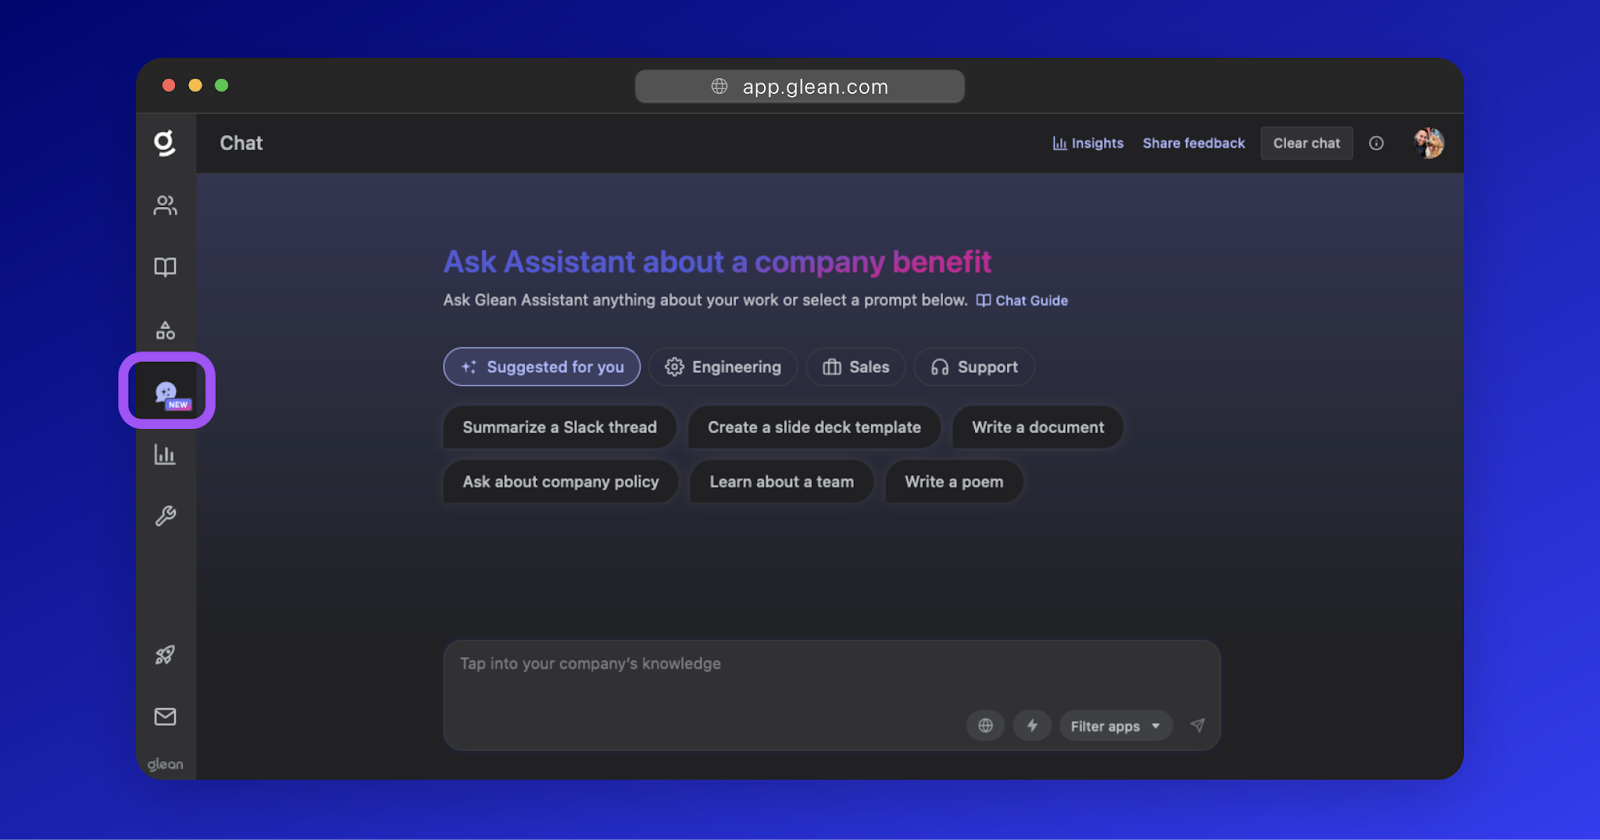 app.glean.com
g
Chat
Insights
Share feedback
Clear chat
Ask Assistant about a company benefit
Ask Glean Assistant anything about your work or select a prompt below.
Chat Guide
Suggested for you
Engineering
Sales
Support
Summarize a Slack thread
Create a slide deck template
Write a document
Ask about company policy
Learn about a team
Write a poem
NEW
Tap into your company's knowledge
Filter apps
glean